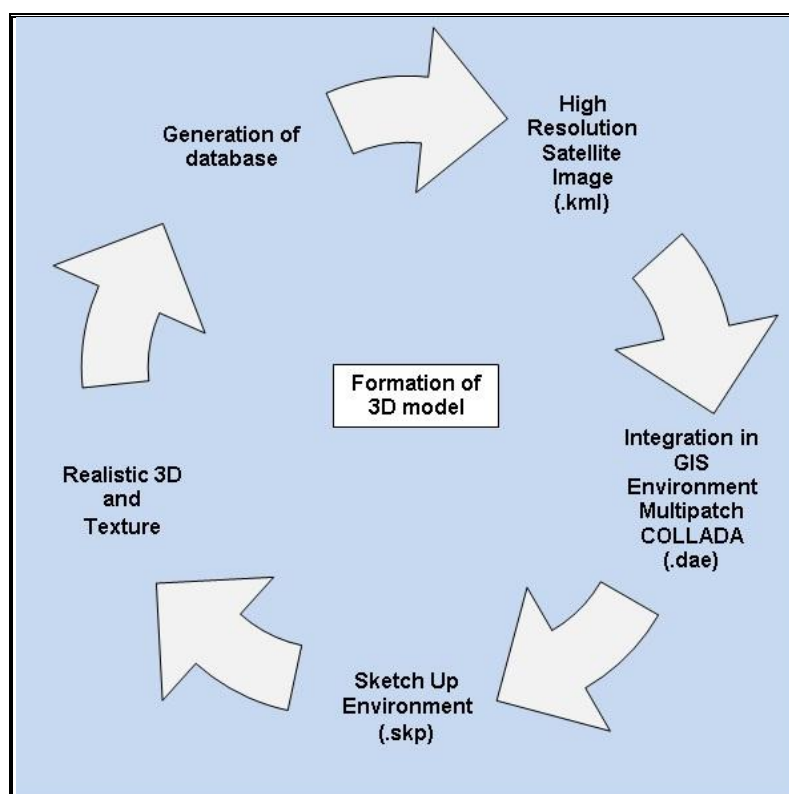 Generation of
database
High
Resolution
Satellite
Image
(.kml)
Integration in
GIS
Environment
Multipatch
COLLADA
(.dae)
Sketch Up
Environment
(.skp)
Realistic 3D
and
Texture
Formation of
3D model